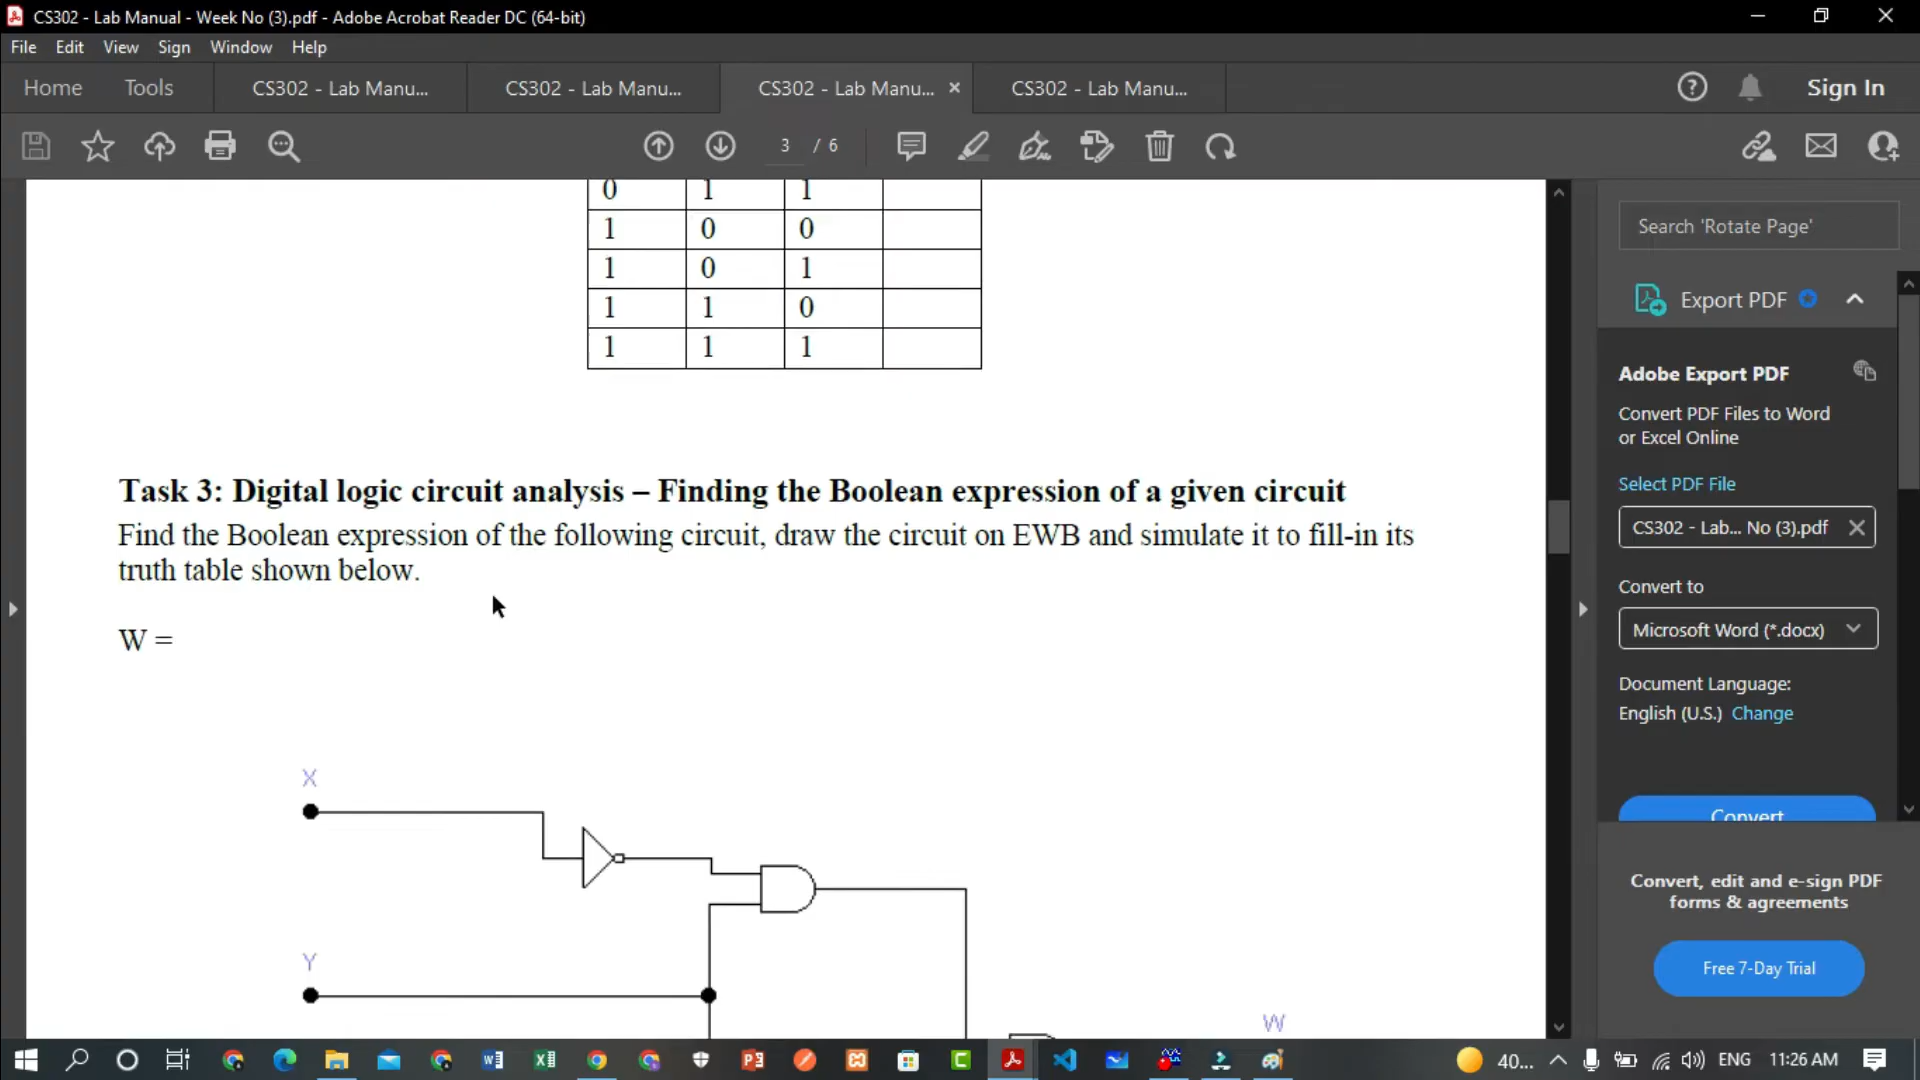 CS302 - Lab Manual - Week No (3).pdf - Adobe Acrobat Reader DC (64-bit)
File Edit View Sign Window Help
Home Tools CS302 - Lab Manu... CS302 - Lab Manu... CS302 - Lab Manu... × CS302 - Lab Manu... Sign In
3 / 6
0 1 1
1 0 0
1 0 1
1 1 0
1 1 1
Task 3: Digital logic circuit analysis – Finding the Boolean expression of a given circuit
Find the Boolean expression of the following circuit, draw the circuit on EWB and simulate it to fill-in its
truth table shown below.
W =
X
Y
W
Search 'Rotate Page'
Export PDF
Adobe Export PDF
Convert PDF Files to Word
or Excel Online
Select PDF File
CS302 - Lab... No (3).pdf
Convert to
Microsoft Word (*.docx)
Document Language:
English (U.S.) Change
Convert
Convert, edit and e-sign PDF
forms & agreements
Free 7-Day Trial
40... ENG 11:26 AM